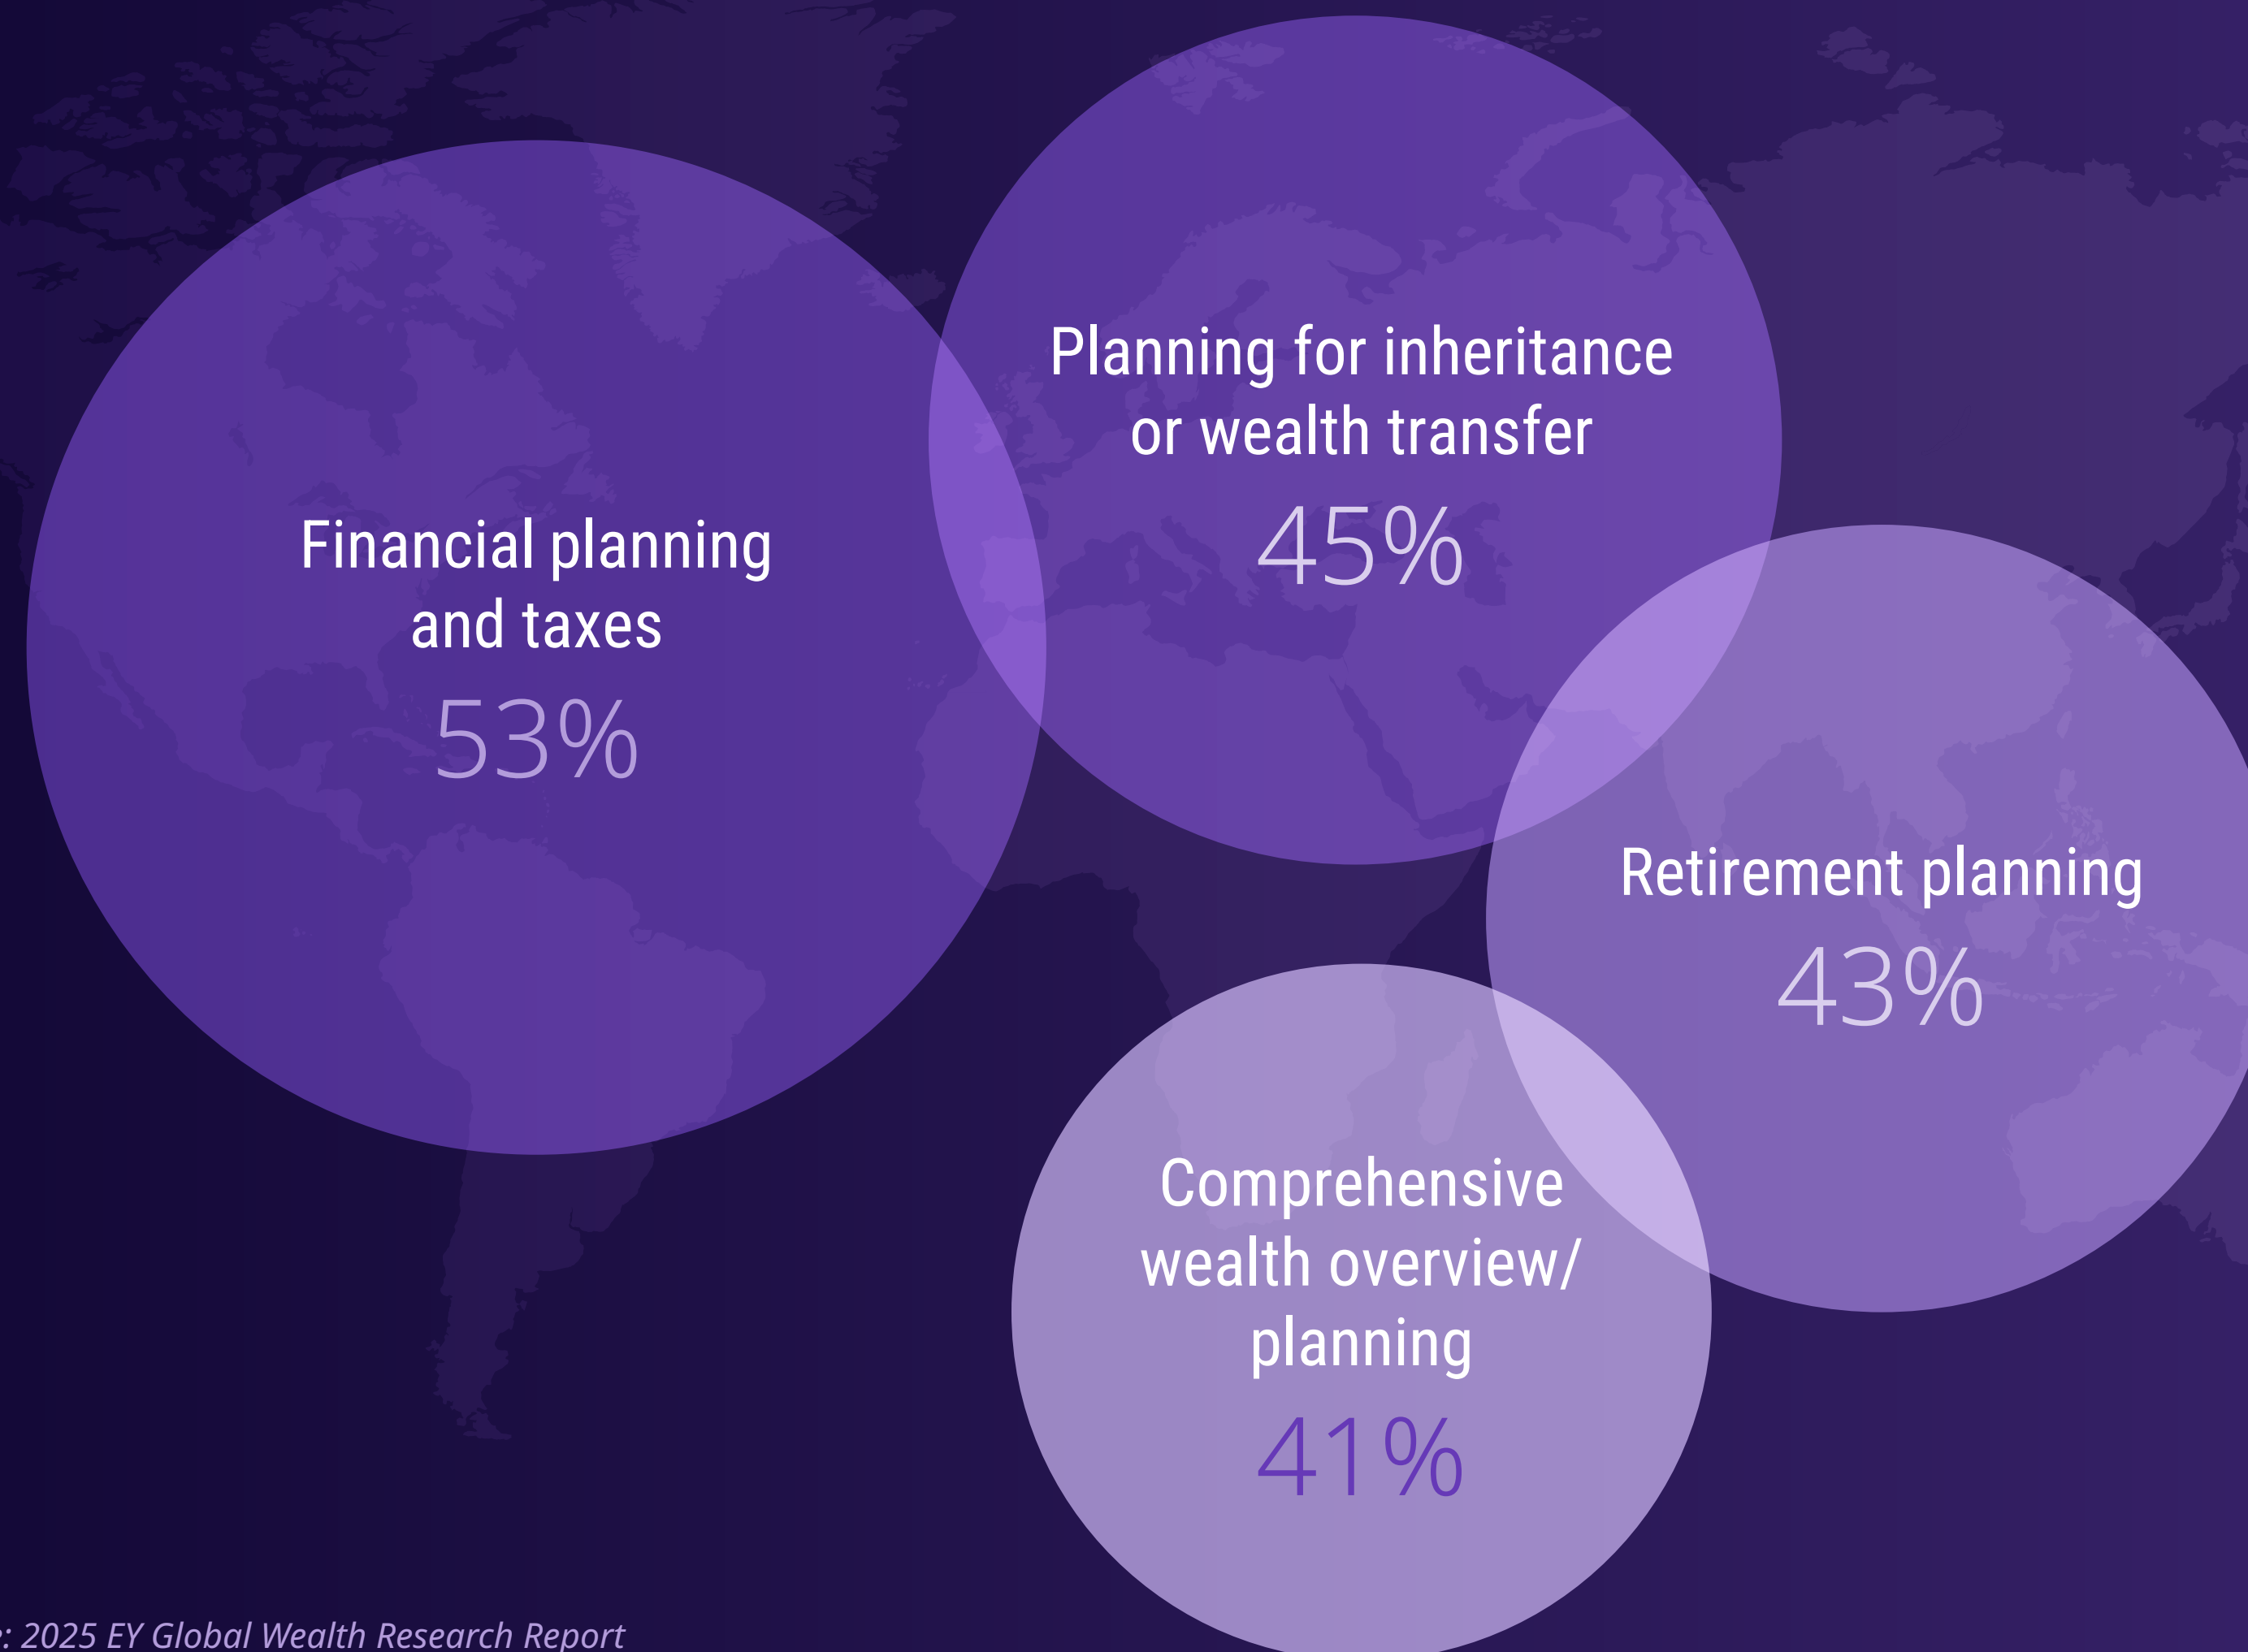 Planning for inheritance
or wealth transfer
45%
Financial planning
and taxes
53%
Retirement planning
43%
Comprehensive
wealth overview/
planning
41%
: 2025 EY Global Wealth Research Report